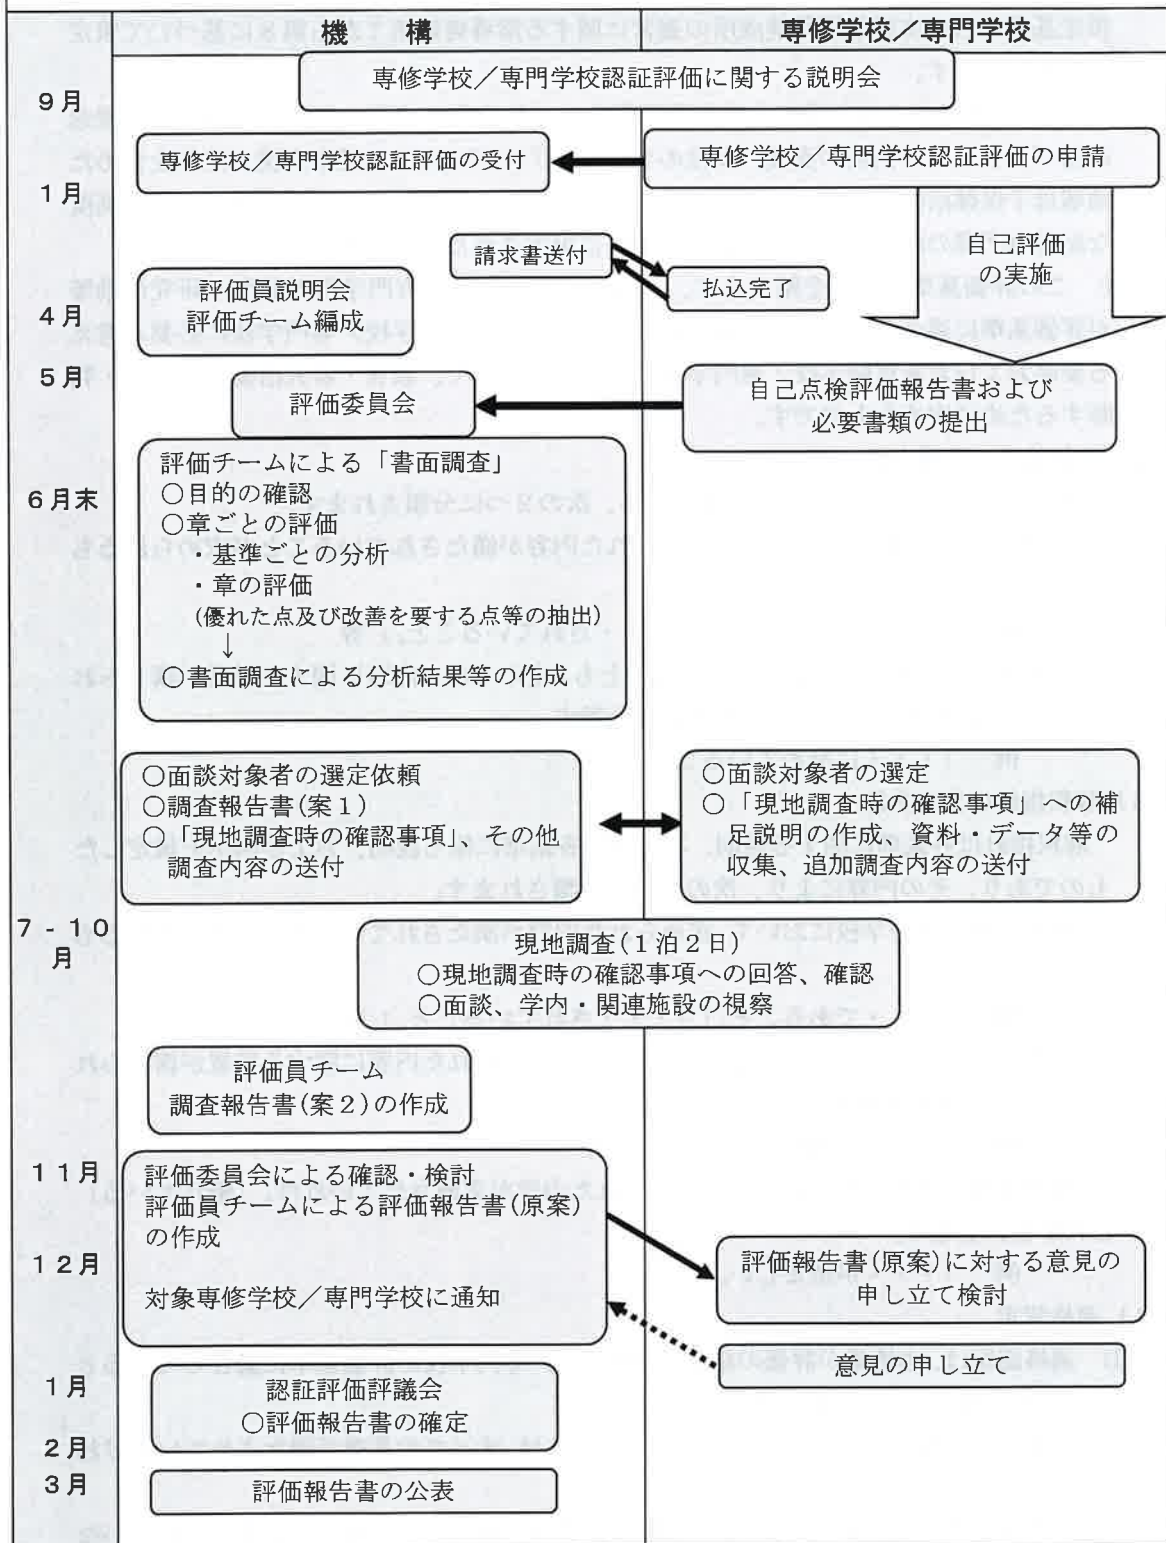 機 構
専修学校／専門学校
専修学校／専門学校認証評価に関する説明会
9月
専修学校／専門学校認証評価の受付
専修学校／専門学校認証評価の申請
1月
自己評価
の実施
請求書送付
払込完了
評価員説明会
評価チーム編成
4月
5月
評価委員会
自己点検評価報告書および
必要書類の提出
評価チームによる「書面調査」
○目的の確認
○章ごとの評価
・基準ごとの分析
・章の評価
(優れた点及び改善を要する点等の抽出)
↓
○書面調査による分析結果等の作成
6月末
○面談対象者の選定依頼
○調査報告書(案1)
○「現地調査時の確認事項」、その他
調査内容の送付
○面談対象者の選定
○「現地調査時の確認事項」への補
足説明の作成、資料・データ等の
収集、追加調査内容の送付
7-10
月
現地調査(1泊2日)
○現地調査時の確認事項への回答、確認
○面談、学内・関連施設の視察
評価員チーム
調査報告書(案2)の作成
11月
評価委員会による確認・検討
評価員チームによる評価報告書(原案)
の作成
対象専修学校／専門学校に通知
12月
評価報告書(原案)に対する意見の
申し立て検討
意見の申し立て
1月
認証評価評議会
○評価報告書の確定
2月
3月
評価報告書の公表